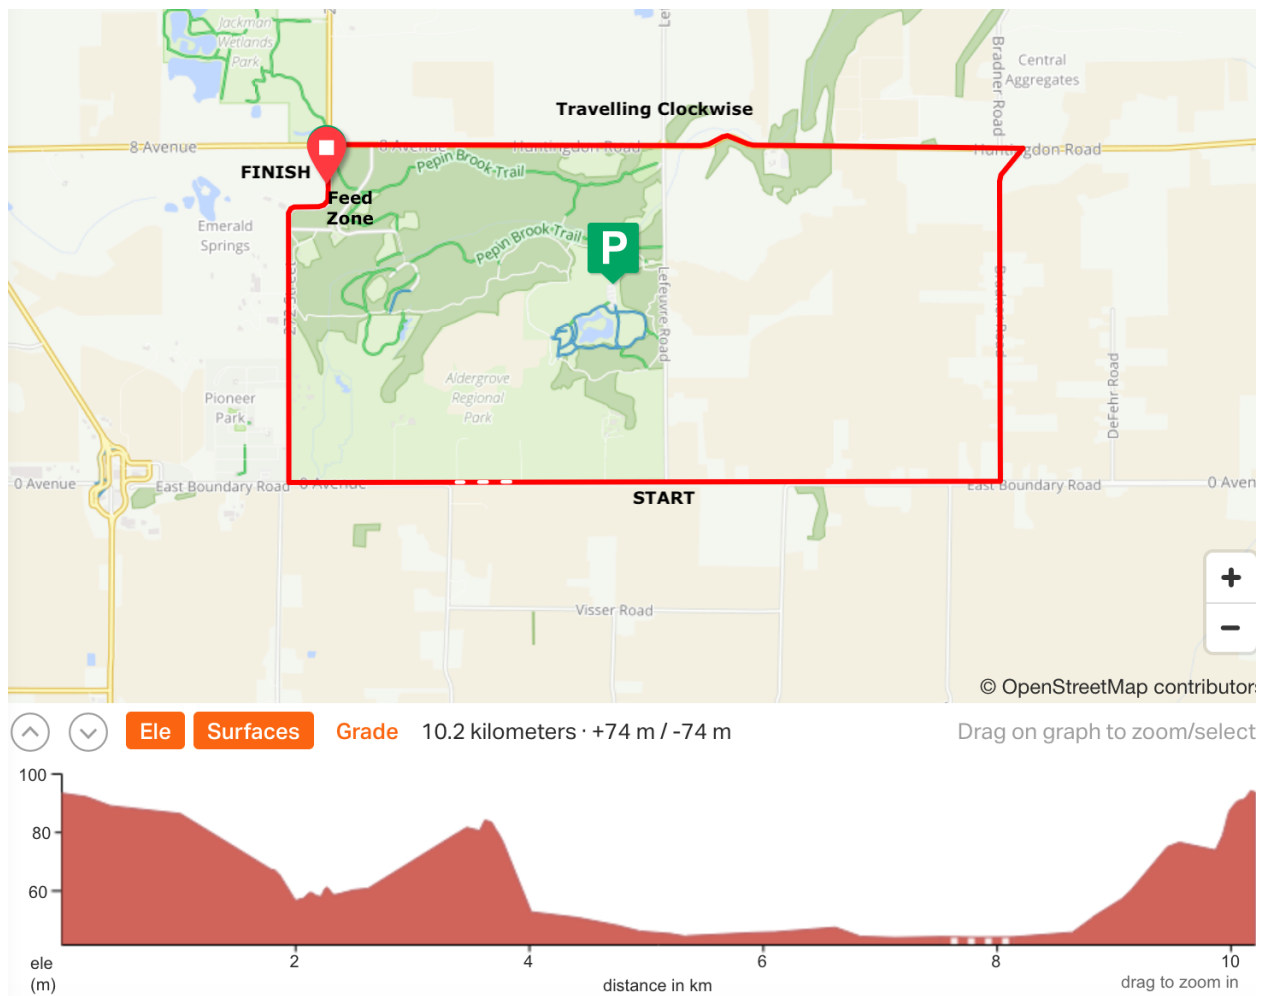 Jackman
Wetlands
Park
Le
Bradner Road
Central
Aggregates
Travelling Clockwise
8 Avenue
8 Avenue
Huntingdon Road
Huntingdon Road
Pepin Brook Trail
FINISH
Feed
Zone
Emerald
Springs
Pepin Brook Trail
P
272 Street
Lefeuvre Road
Bradner Road
Aldergrove
Regional
Park
Pioneer
Park
DeFehr Road
0 Avenue
East Boundary Road
0 Avenue
START
East Boundary Road
0 Aven
Visser Road
+
−
© OpenStreetMap contributors
Ele
Surfaces
Grade
10.2 kilometers · +74 m / -74 m
Drag on graph to zoom/select
100
80
60
ele
(m)
2
4
6
8
10
distance in km
drag to zoom in